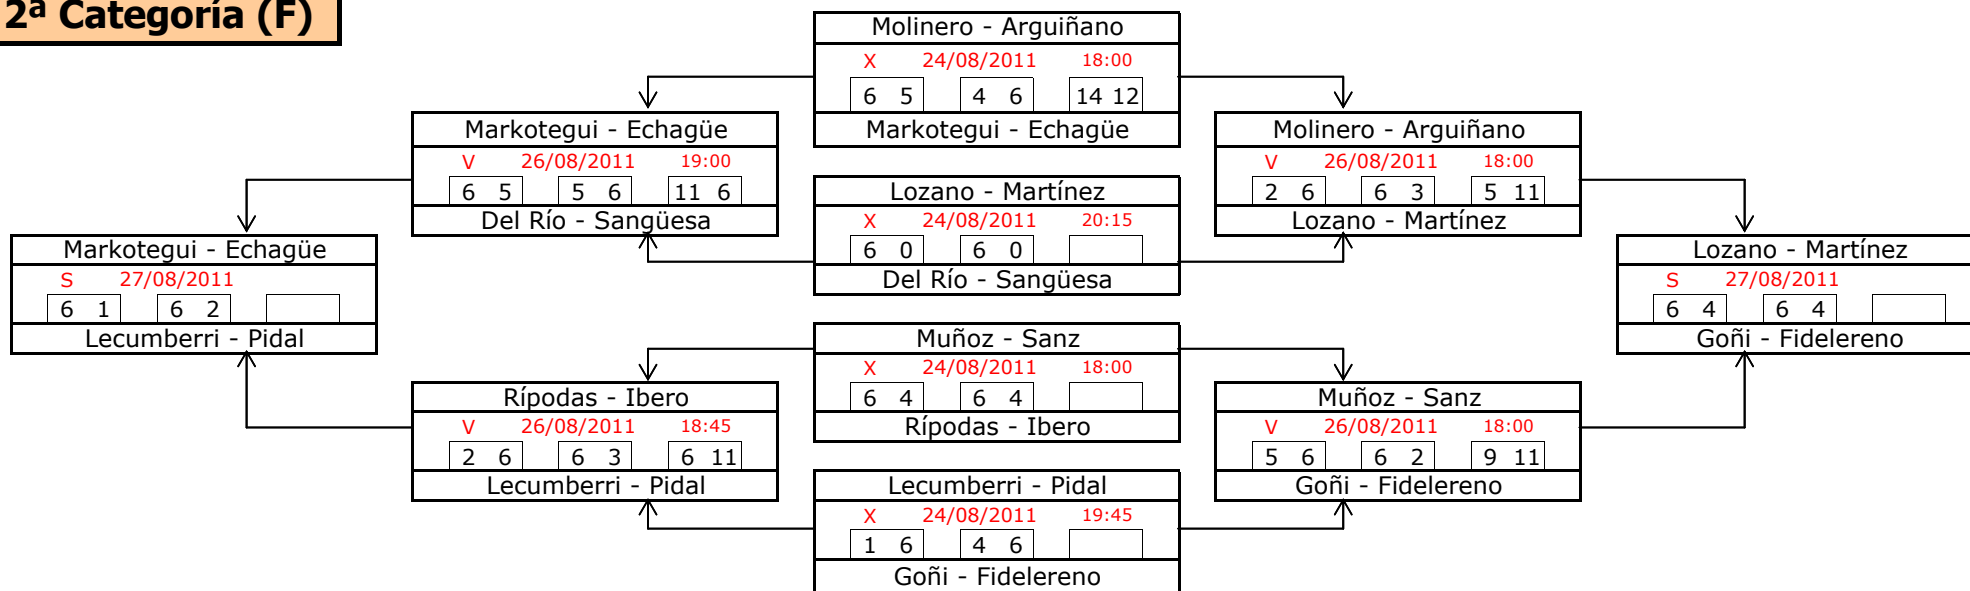 2ª Categoría (F)
Molinero - Arguiñano
X 24/08/2011 18:00
6 5 4 6 14 12
Markotegui - Echagüe
Markotegui - Echagüe
V 26/08/2011 19:00
6 5 5 6 11 6
Del Río - Sangüesa
Molinero - Arguiñano
V 26/08/2011 18:00
2 6 6 3 5 11
Lozano - Martínez
Lozano - Martínez
X 24/08/2011 20:15
6 0 6 0
Del Río - Sangüesa
Markotegui - Echagüe
S 27/08/2011
6 1 6 2
Lecumberri - Pidal
Lozano - Martínez
S 27/08/2011
6 4 6 4
Goñi - Fidelereno
Muñoz - Sanz
X 24/08/2011 18:00
6 4 6 4
Rípodas - Ibero
Rípodas - Ibero
V 26/08/2011 18:45
2 6 6 3 6 11
Lecumberri - Pidal
Muñoz - Sanz
V 26/08/2011 18:00
5 6 6 2 9 11
Goñi - Fidelereno
Lecumberri - Pidal
X 24/08/2011 19:45
1 6 4 6
Goñi - Fidelereno